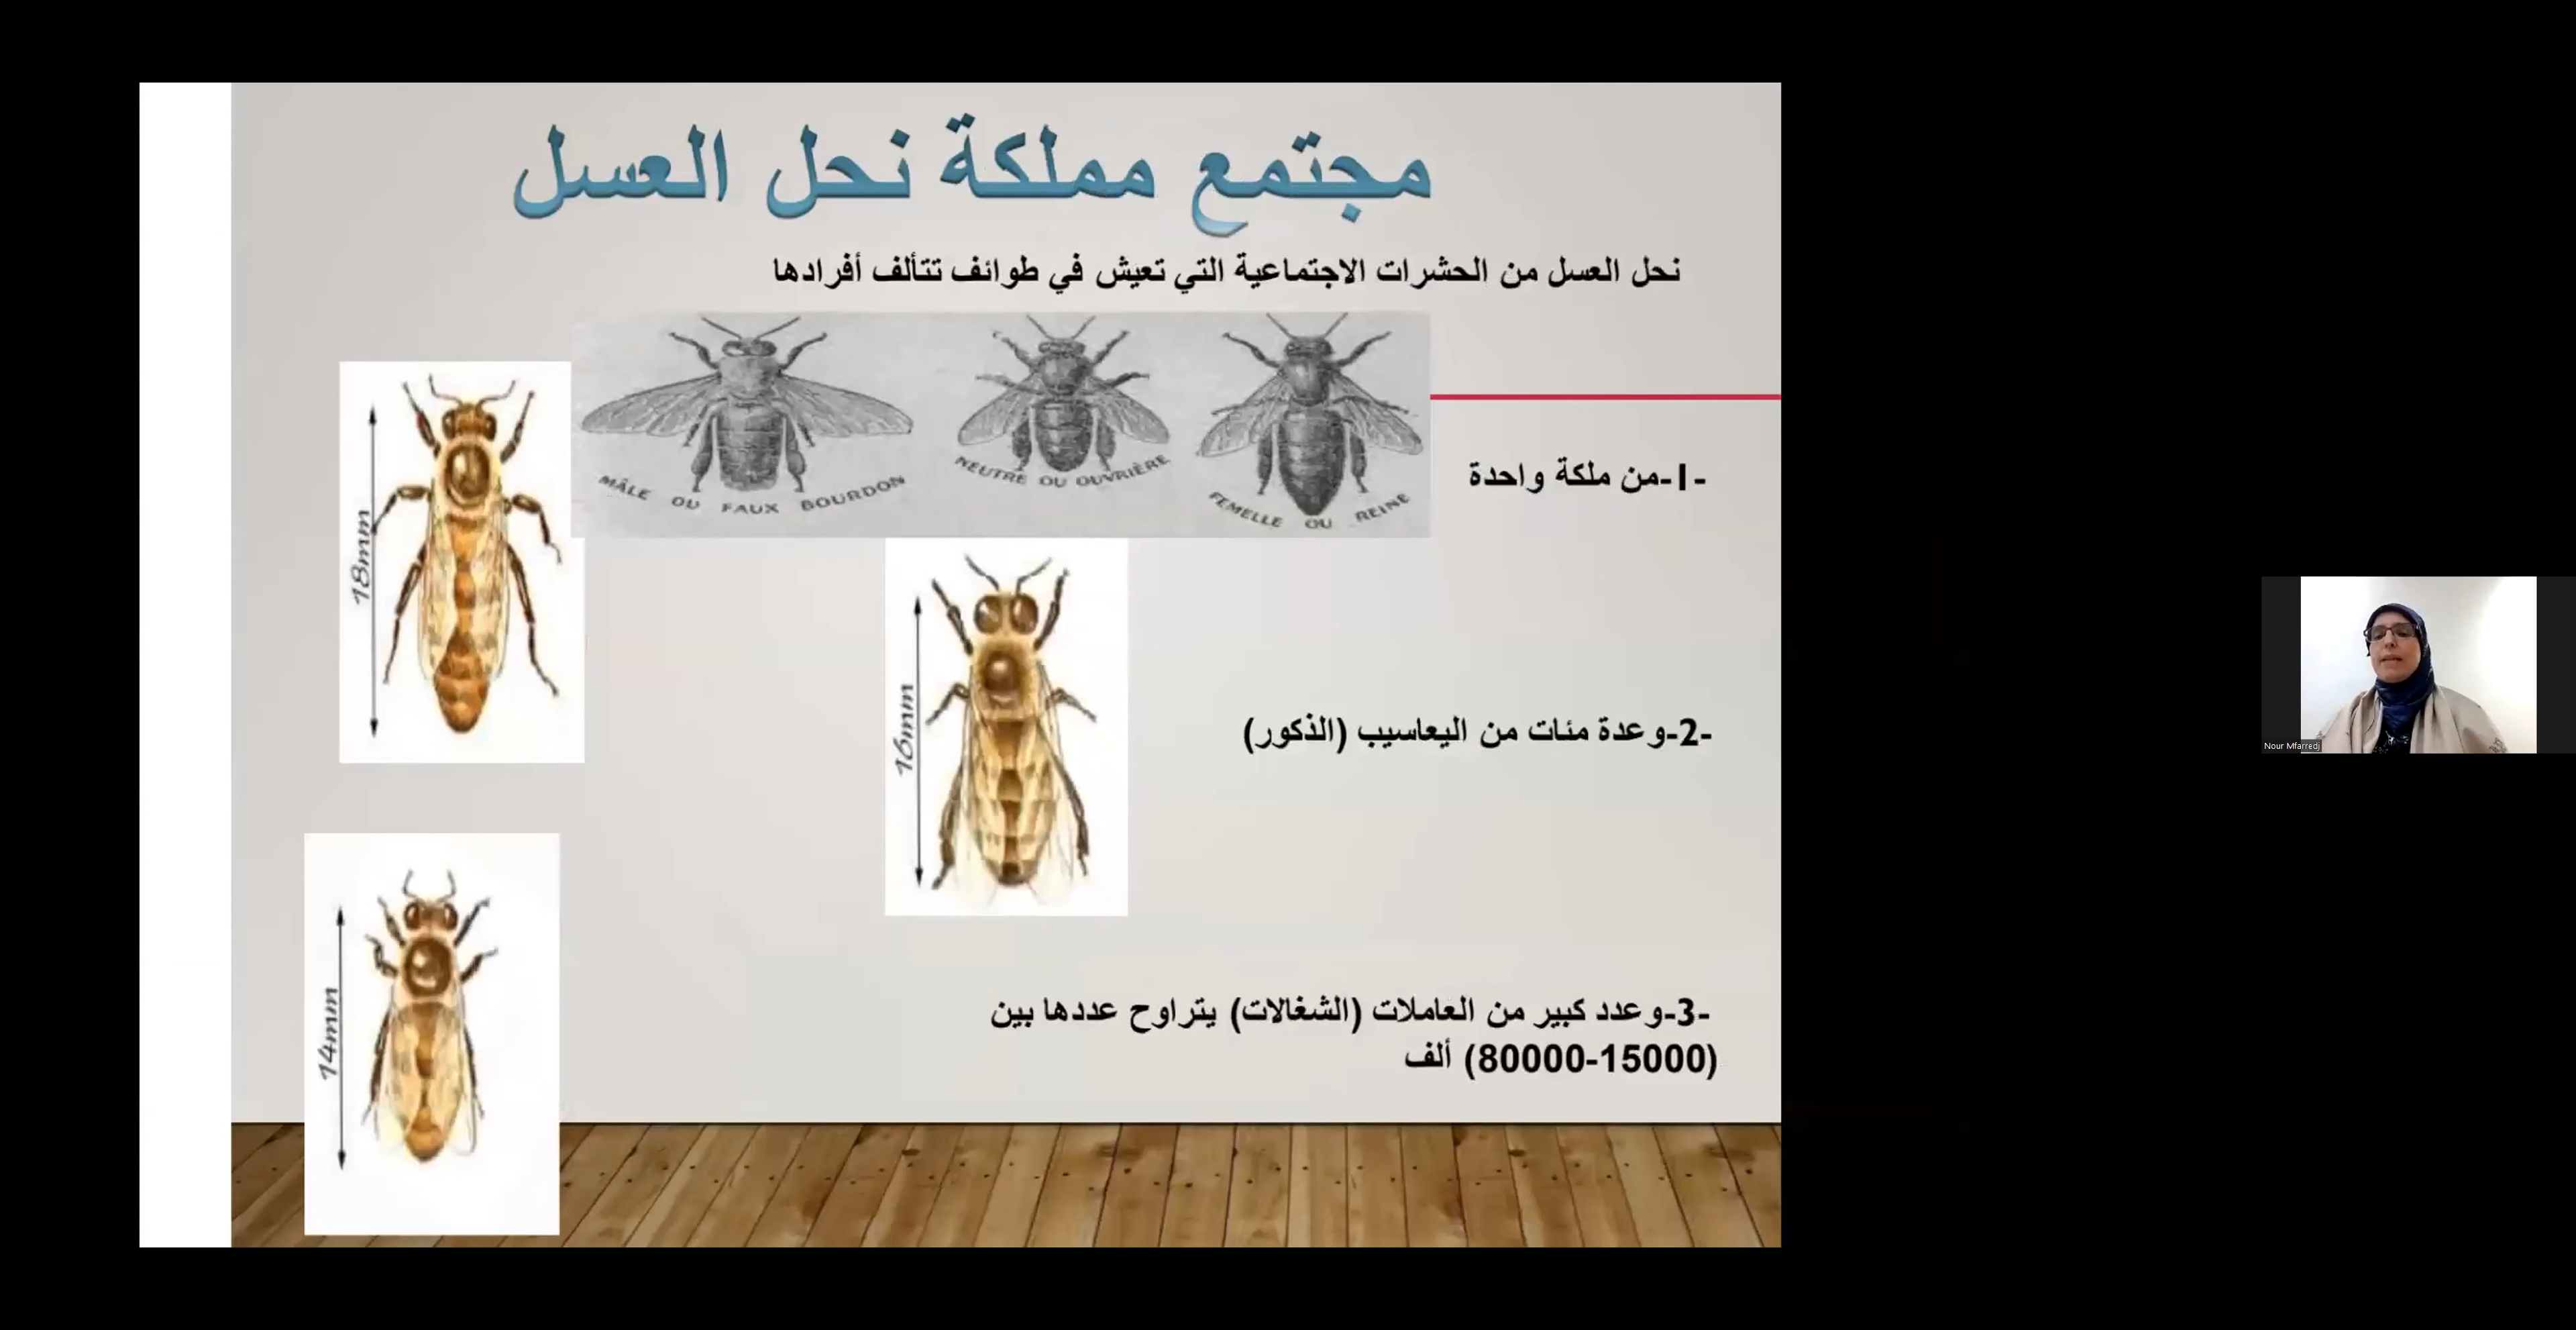 مجتمع مملكة نحل العسل
نحل العسل من الحشرات الاجتماعية التي تعيش في طوائف تتألف أفرادها
MÂLE OU FAUX BOURDON
NEUTRE OU OUVRIÈRE
FEMELLE OU REINE
18mm
-1-من ملكة واحدة
16mm
-2-وعدة مئات من اليعاسيب (الذكور)
14mm
-3-وعدد كبير من العاملات (الشغالات) يتراوح عددها بين
(80000-15000) ألف
Nour Mfarredj